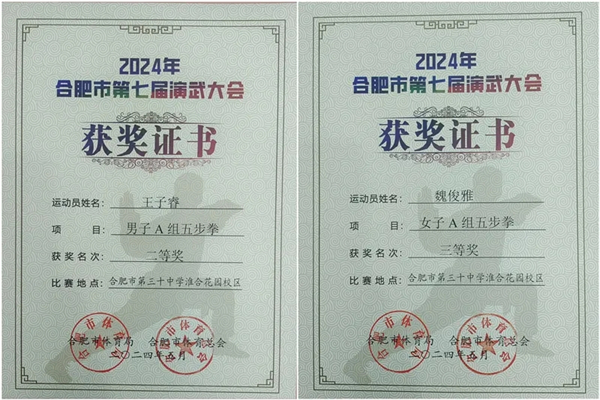 2024年
合肥市第七届演武大会
获奖证书
运动员姓名： 王子睿
项 目： 男子A组五步拳
获奖名次： 二等奖
比赛地点： 合肥市第三十中学淮合花园校区
合肥市体育局 合肥市体育总会
二〇二四年五月
2024年
合肥市第七届演武大会
获奖证书
运动员姓名： 魏俊雅
项 目： 女子A组五步拳
获奖名次： 三等奖
比赛地点： 合肥市第三十中学淮合花园校区
合肥市体育局 合肥市体育总会
二〇二四年五月